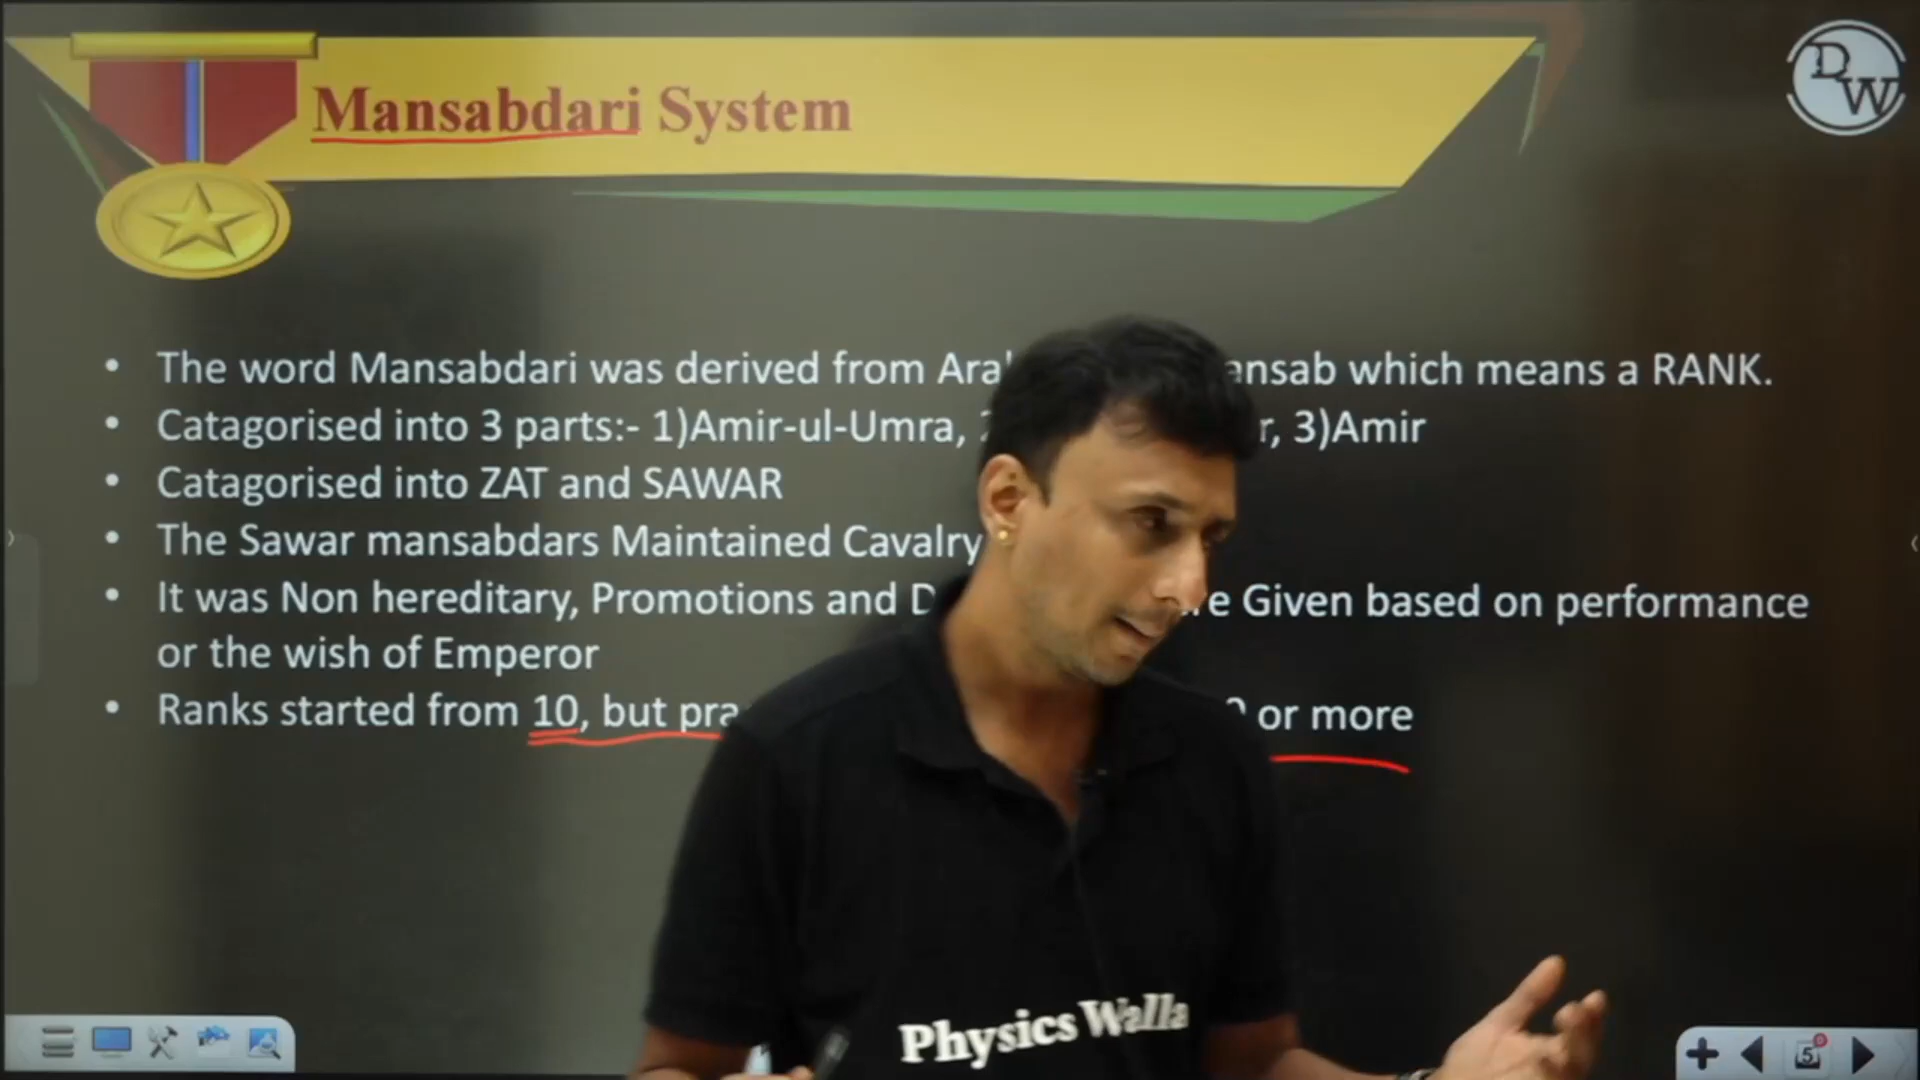 Mansabdari System
• The word Mansabdari was derived from which means a RANK.
• Catagorised into 3 parts:- 1)Amir-ul-Umra, 3)Amir
• Catagorised into ZAT and SAWAR
• The Sawar mansabdars Maintained Cavalry
• It was Non hereditary, Promotions and Given based on performance
or the wish of Emperor
• Ranks started from 10, but or more
Physics Walla
PW
5